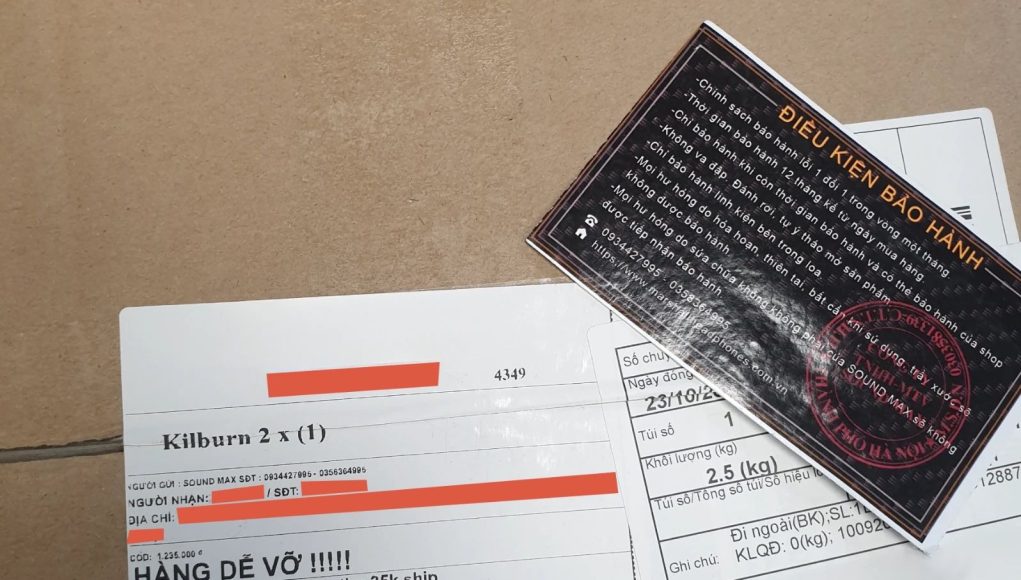 4349
Kilburn 2 x (1)
NGƯỜI GỬI : SOUND MAX SĐT : 0934427995 - 0356364995
NGƯỜI NHẬN: / SĐT:
ĐỊA CHỈ:
COD: 1.235.000 đ
HÀNG DỄ VỠ !!!!!
35k ship
ĐIỀU KIỆN BẢO HÀNH
-Chính sách bảo hành lỗi 1 đổi 1 trong vòng một tháng
-Thời gian bảo hành 12 tháng kể từ ngày mua hàng.
-Chỉ bảo hành khi còn thời gian bảo hành và có thẻ bảo hành của shop
-Không va đập. Đánh rơi, tự ý tháo mở sản phẩm
-Chỉ bảo hành linh kiện bên trong loa.
-Mọi hư hỏng do hỏa hoạn, thiên tai, bất cẩn khi sử dụng, trầy xước sẽ
không được bảo hành
-Mọi hư hỏng do sửa chữa không không phải của SOUND MAX sẽ không
được tiếp nhận bảo hành
0934427995 - 0358364995
Số
Ngày đóng
23/10/
Túi số 1
Khối lượng (kg)
2.5 (kg)
Túi số/Tổng số túi/Số hiệu
Đi ngoài(BK);SL:
Ghi chú: KLQĐ: 0(kg);